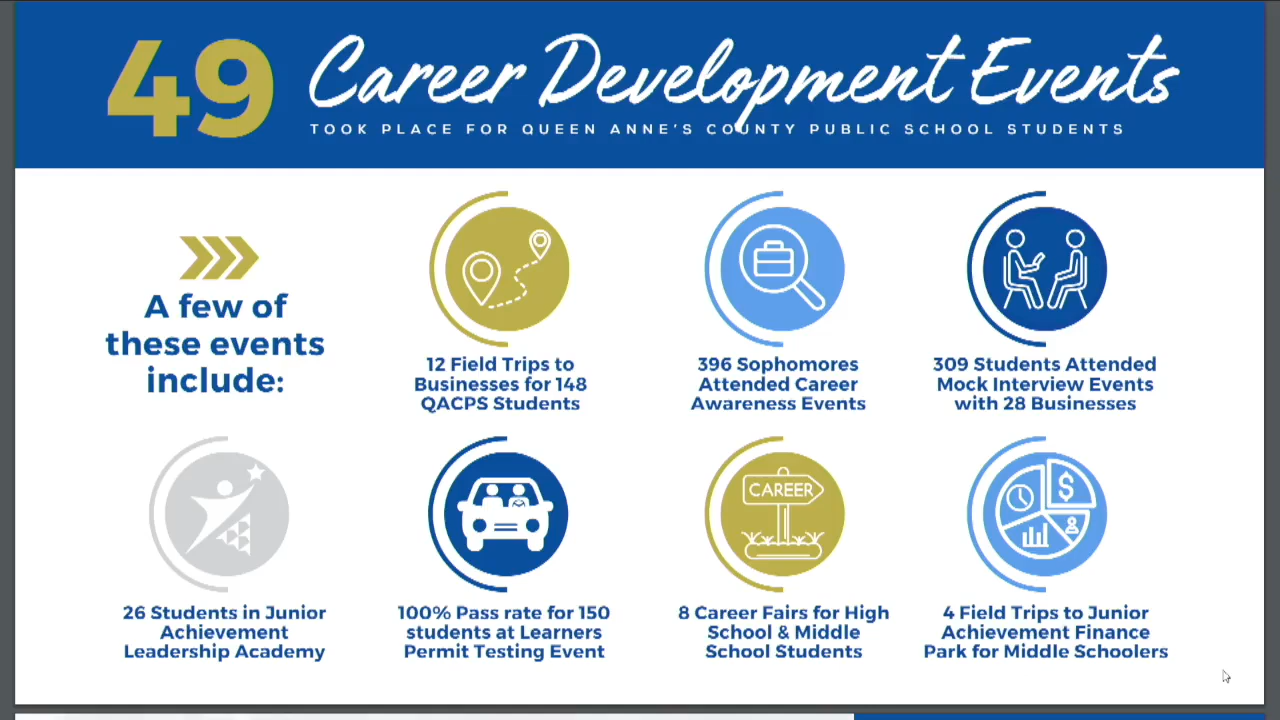 49 Career Development Events
TOOK PLACE FOR QUEEN ANNE'S COUNTY PUBLIC SCHOOL STUDENTS
A few of
these events
include:
12 Field Trips to
Businesses for 148
QACPS Students
396 Sophomores
Attended Career
Awareness Events
309 Students Attended
Mock Interview Events
with 28 Businesses
26 Students in Junior
Achievement
Leadership Academy
100% Pass rate for 150
students at Learners
Permit Testing Event
CAREER
8 Career Fairs for High
School & Middle
School Students
4 Field Trips to Junior
Achievement Finance
Park for Middle Schoolers